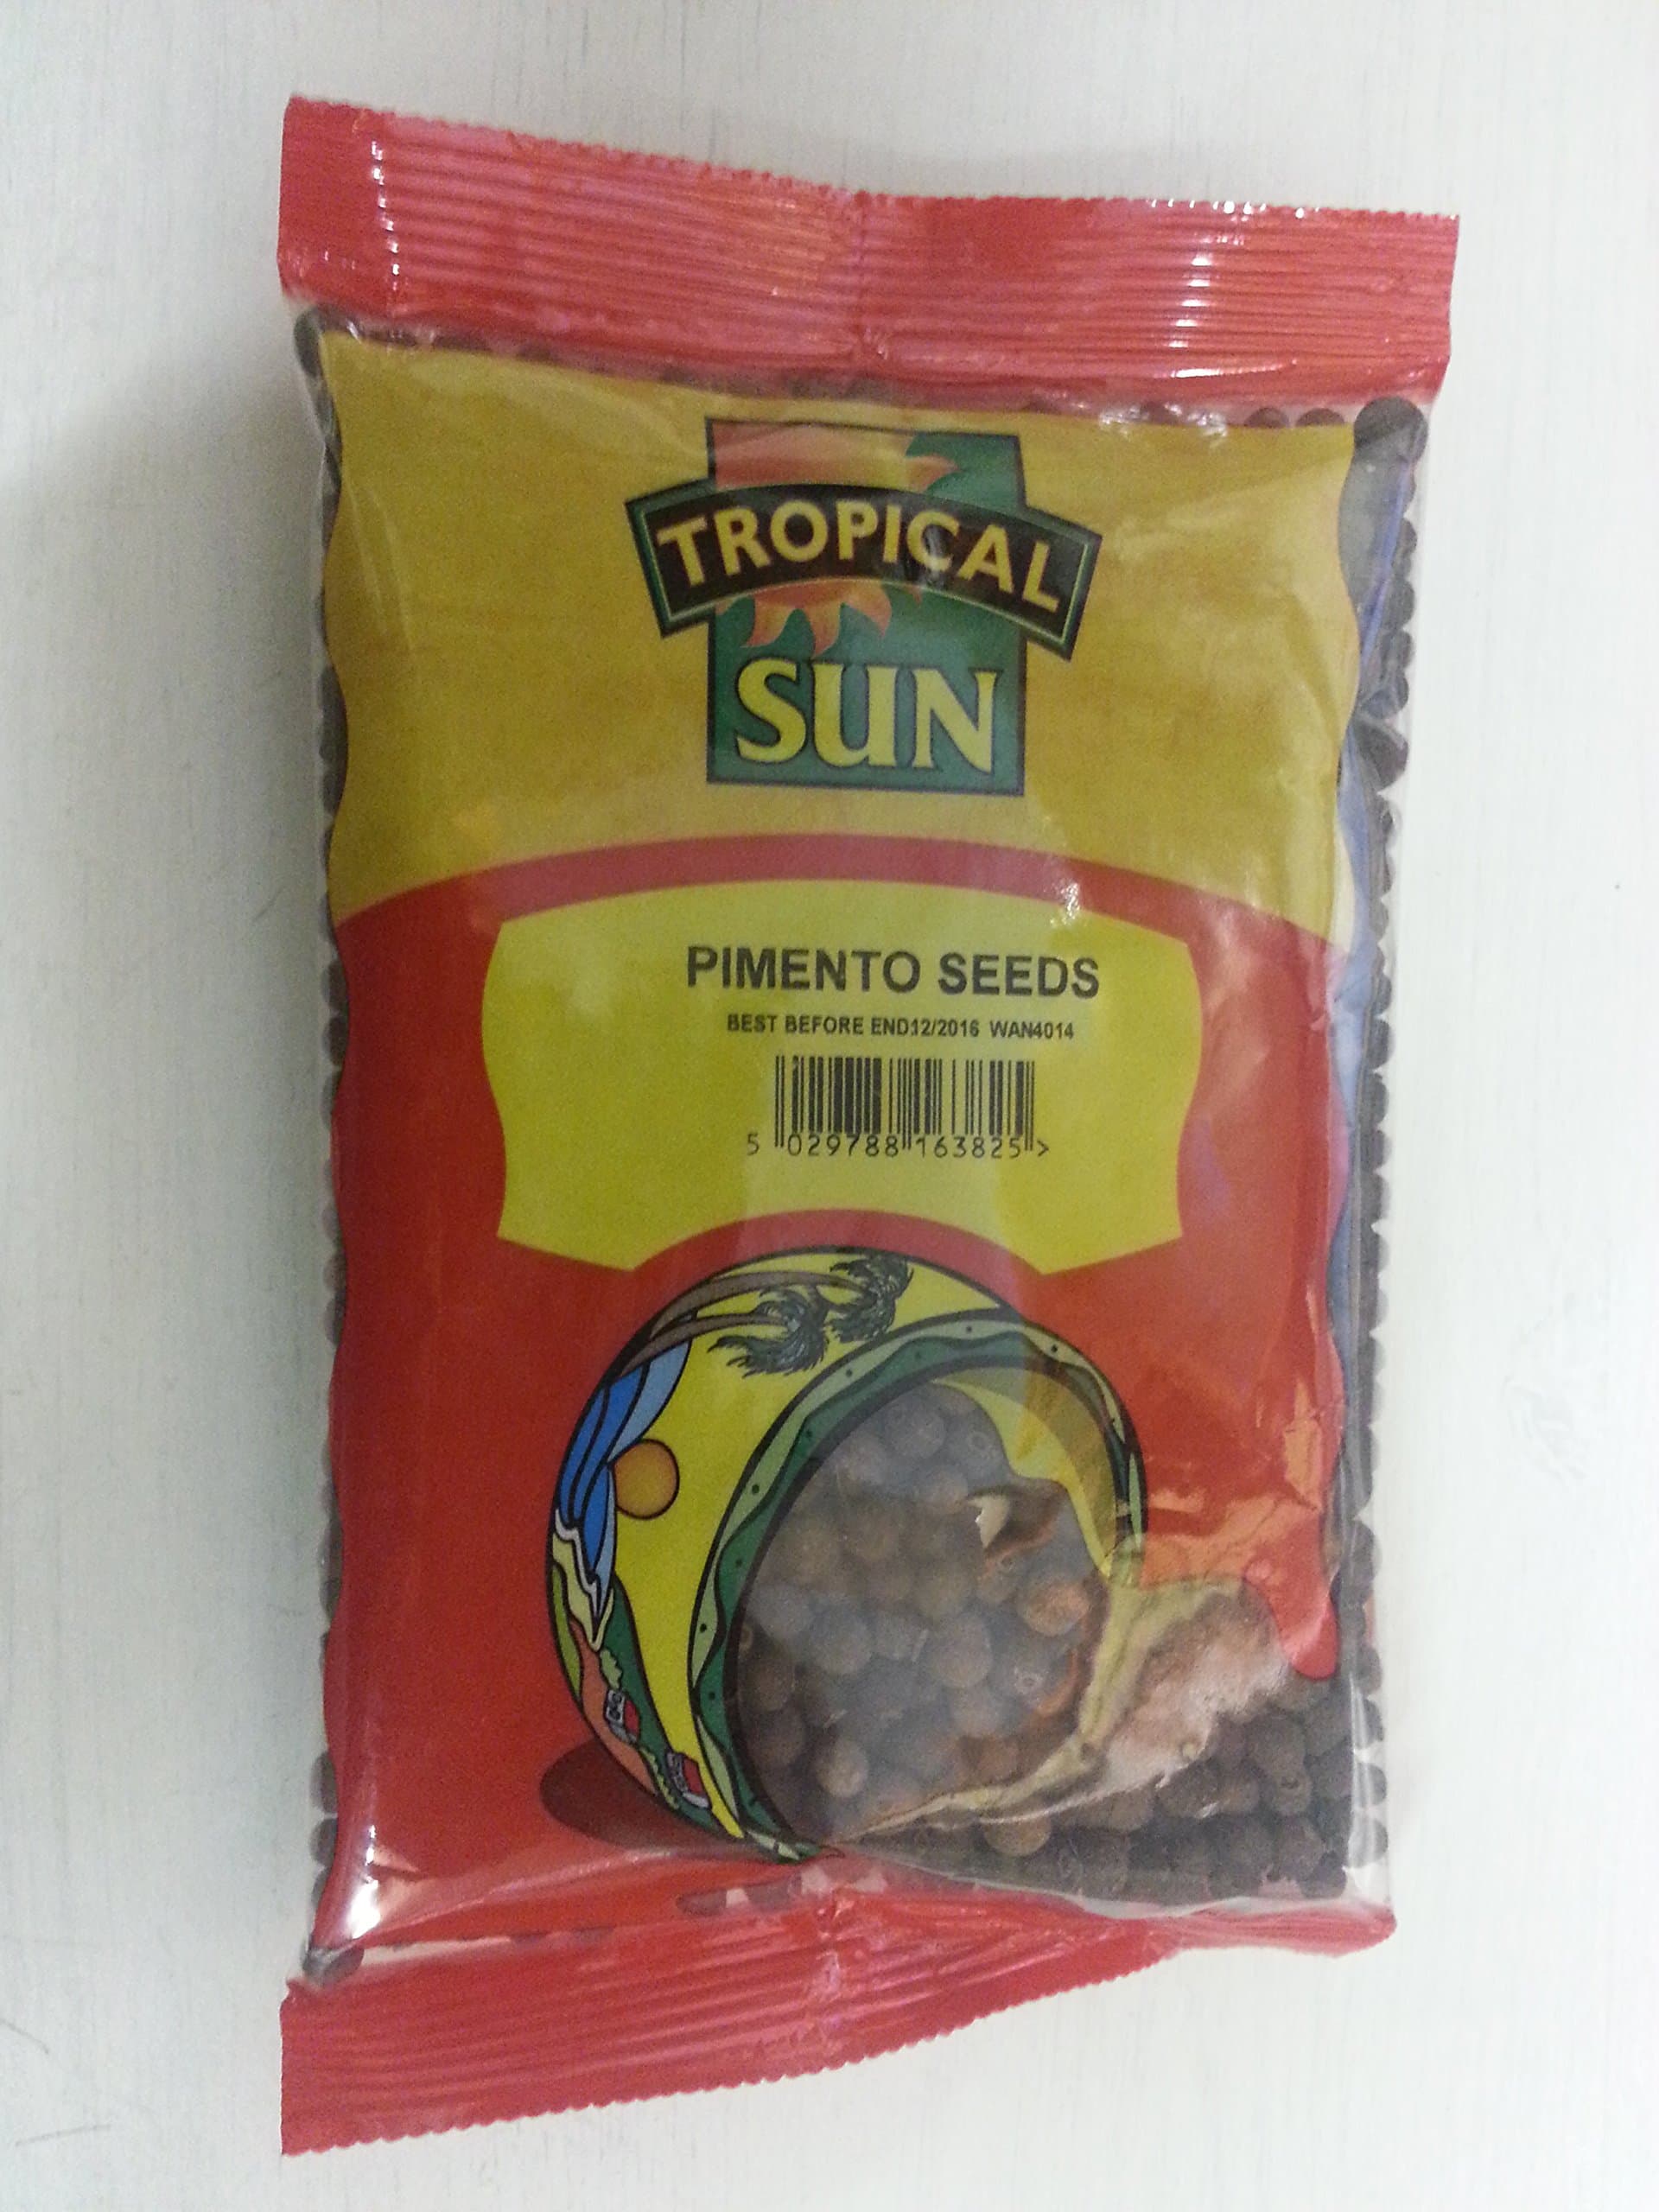 TROPICAL
SUN
PIMENTO SEEDS
BEST BEFORE END12/2016 WAN4014
5 029788 163825 >